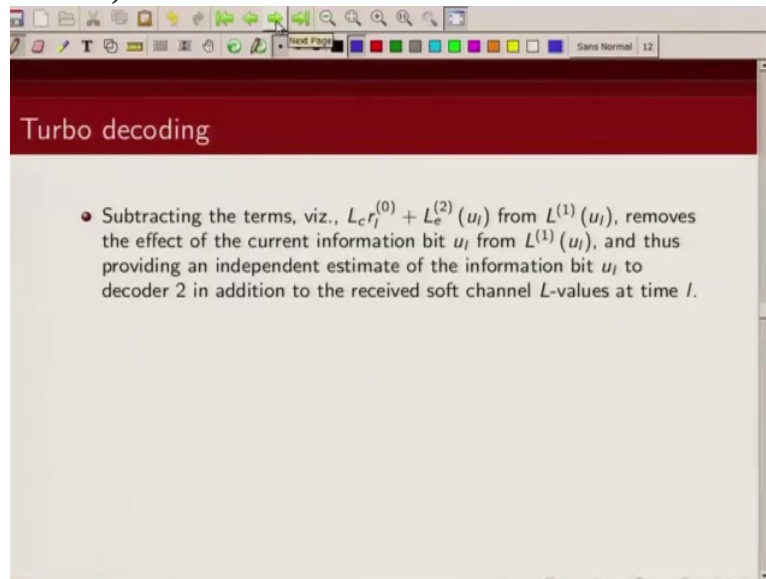 T
Next Page
Sans Normal 12
Turbo decoding
Subtracting the terms, viz., $L_c r_l^{(0)} + L_e^{(2)}(u_l)$ from $L^{(1)}(u_l)$, removes
the effect of the current information bit $u_l$ from $L^{(1)}(u_l)$, and thus
providing an independent estimate of the information bit $u_l$ to
decoder 2 in addition to the received soft channel L-values at time l.